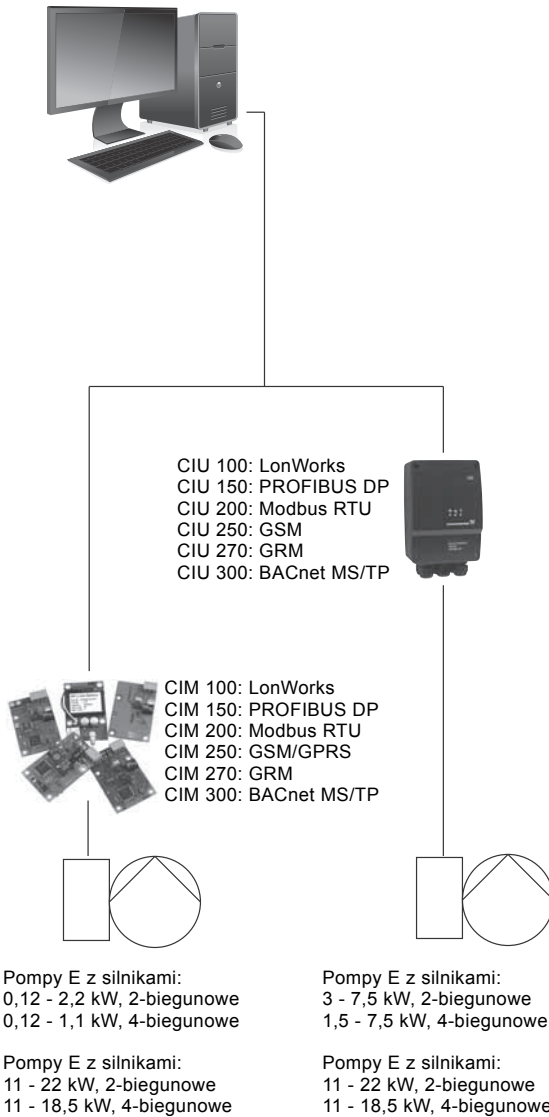 CIU 100: LonWorks
CIU 150: PROFIBUS DP
CIU 200: Modbus RTU
CIU 250: GSM
CIU 270: GRM
CIU 300: BACnet MS/TP
CIM 100: LonWorks
CIM 150: PROFIBUS DP
CIM 200: Modbus RTU
CIM 250: GSM/GPRS
CIM 270: GRM
CIM 300: BACnet MS/TP
Pompy E z silnikami:
0,12 - 2,2 kW, 2-biegunowe
0,12 - 1,1 kW, 4-biegunowe
Pompy E z silnikami:
11 - 22 kW, 2-biegunowe
11 - 18,5 kW, 4-biegunowe
Pompy E z silnikami:
3 - 7,5 kW, 2-biegunowe
1,5 - 7,5 kW, 4-biegunowe
Pompy E z silnikami:
11 - 22 kW, 2-biegunowe
11 - 18,5 kW, 4-biegunowe